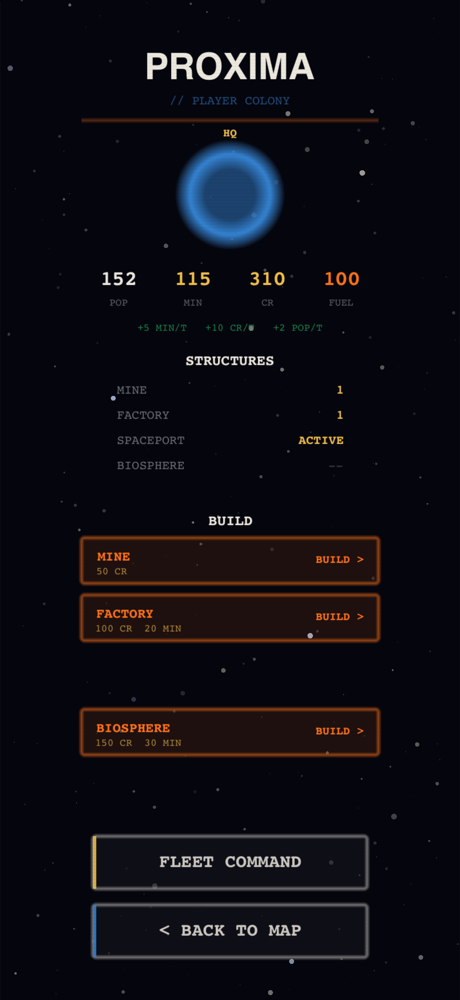 PROXIMA
// PLAYER COLONY
HQ
152 115 310 100
POP MIN CR FUEL
+5 MIN/T +10 CR/ +2 POP/T
STRUCTURES
MINE 1
FACTORY 1
SPACEPORT ACTIVE
BIOSPHERE --
BUILD
MINE BUILD >
50 CR
FACTORY BUILD >
100 CR 20 MIN
BIOSPHERE BUILD >
150 CR 30 MIN
FLEET COMMAND
< BACK TO MAP